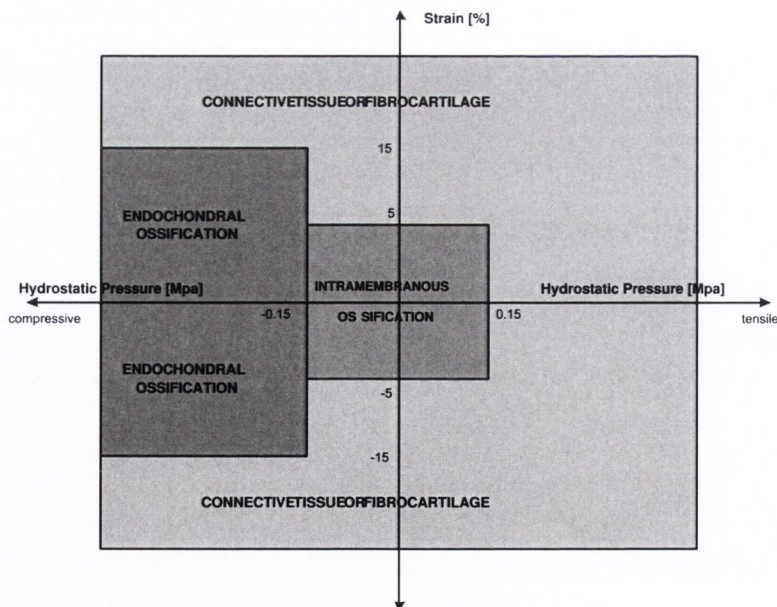 Strain [%]
CONNECTIVETISSUEORFIBROCARTILAGE
15
ENDOCHONDRAL
OSSIFICATION
5
Hydrostatic Pressure [Mpa]
INTRAMEMBRANOUS
Hydrostatic Pressure [Mpa]
compressive
-0.15
OS SIFICATION
0.15
tensile
ENDOCHONDRAL
OSSIFICATION
-5
-15
CONNECTIVETISSUEORFIBROCARTILAGE